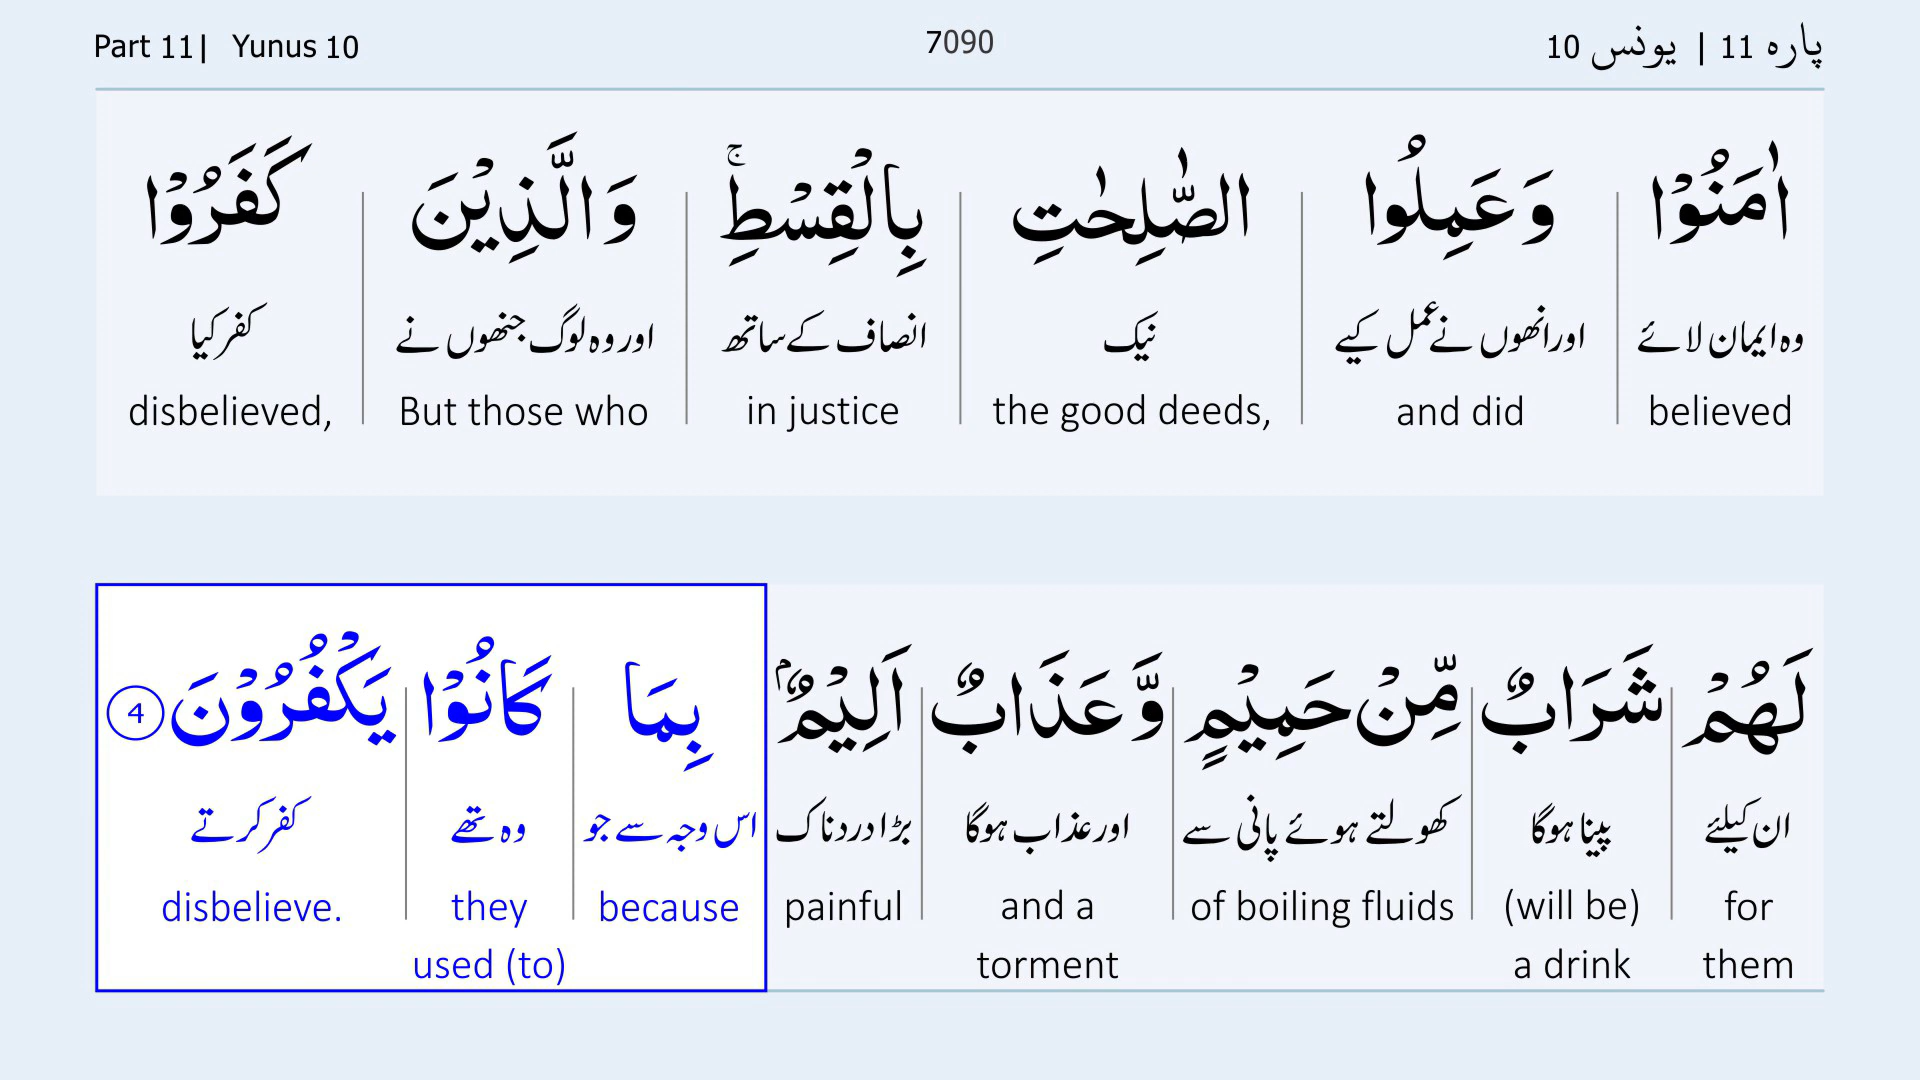 Part 11|   Yunus 10
7090
پارہ 11 | یونس 10
اٰمَنُوْا وَعَمِلُوا الصّٰلِحٰتِ بِالْقِسْطِ ۚ وَالَّذِيْنَ كَفَرُوْا
وہ ایمان لائے اور انھوں نے عمل کیے نیک انصاف کے ساتھ اور وہ لوگ جنھوں نے کفر کیا
believed and did the good deeds, in justice But those who disbelieved,
لَهُمْ شَرَابٌ مِّنْ حَمِيْمٍ وَّعَذَابٌ اَلِيْمٌۢ بِمَا كَانُوْا يَكْفُرُوْنَ 4
ان کیلئے پینا ہوگا کھولتے ہوئے پانی سے اور عذاب ہوگا بڑا دردناک اس وجہ سے جو وہ تھے کفر کرتے
for them (will be) a drink of boiling fluids and a torment painful because they used (to) disbelieve.